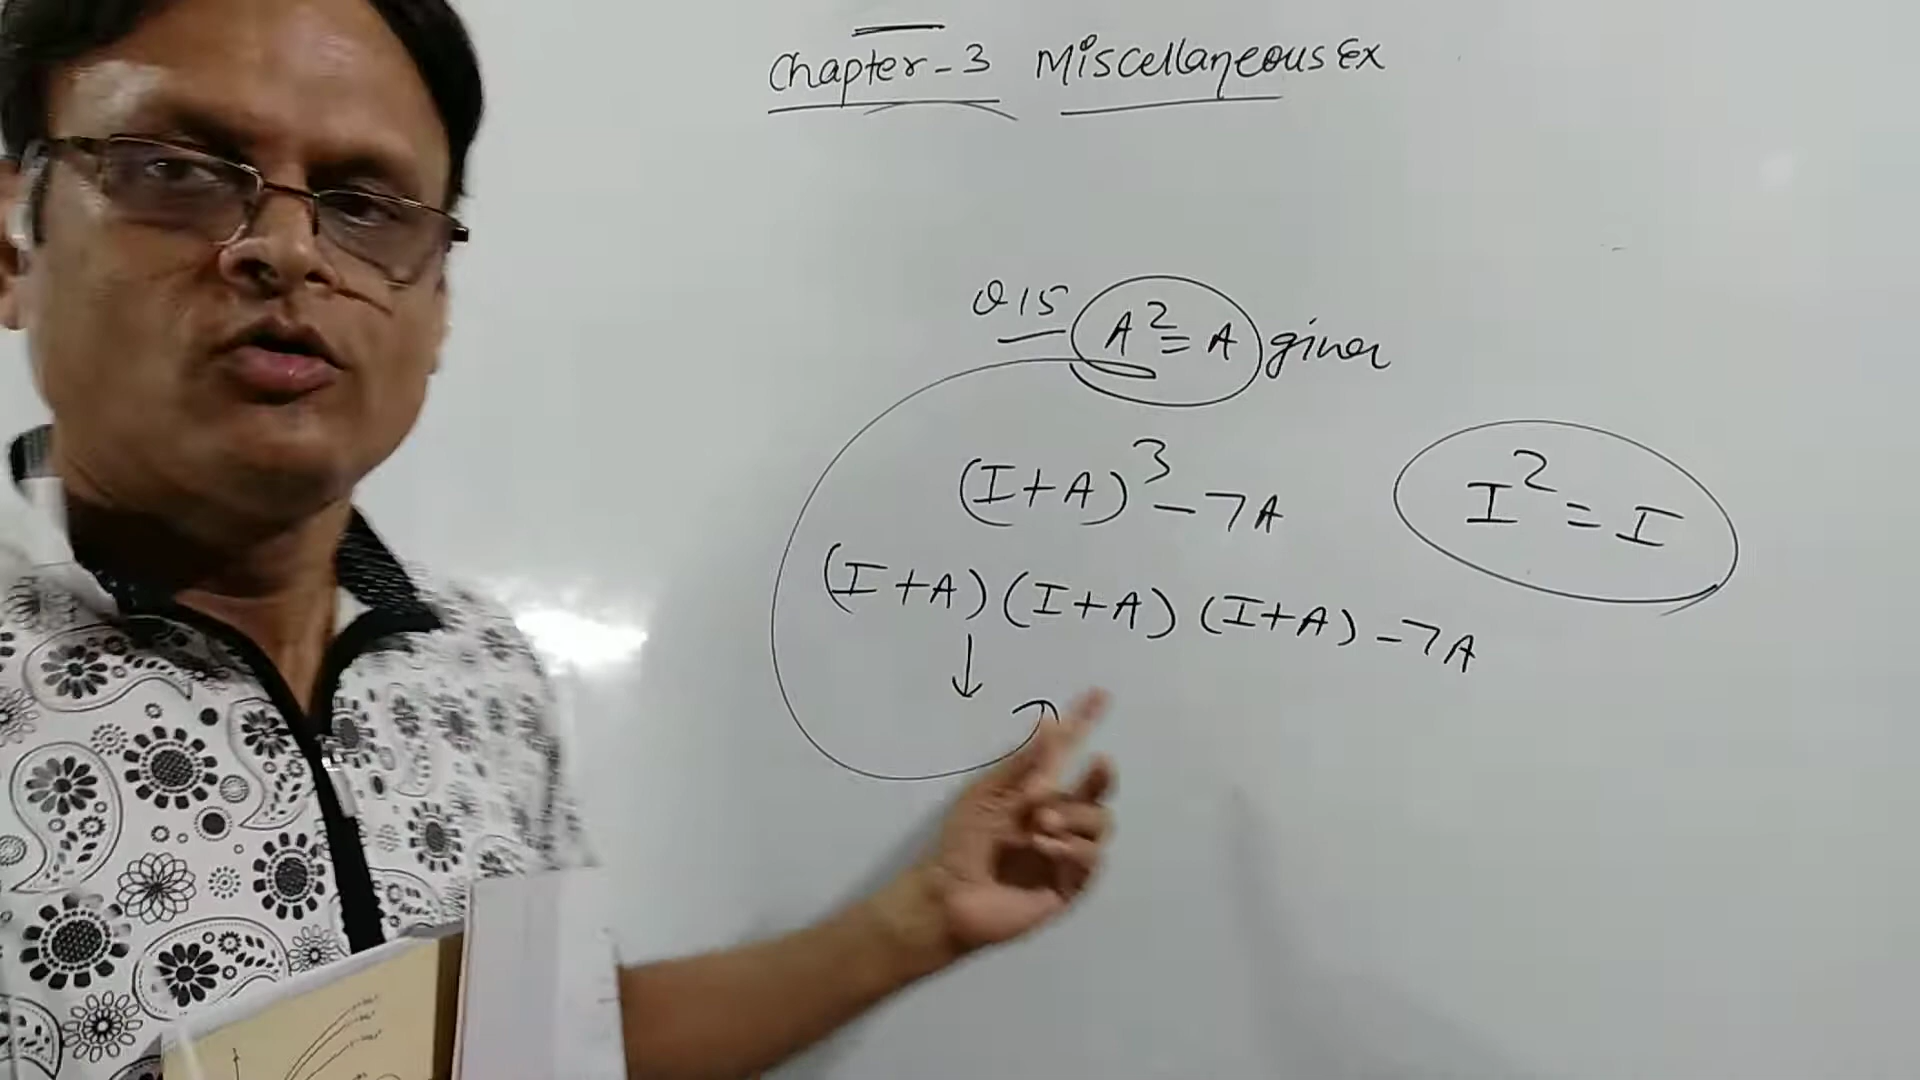 Chapter-3 Miscellaneous Ex
Q15 A² = A given
(I+A)³ - 7A
I² = I
(I+A) (I+A) (I+A) - 7A